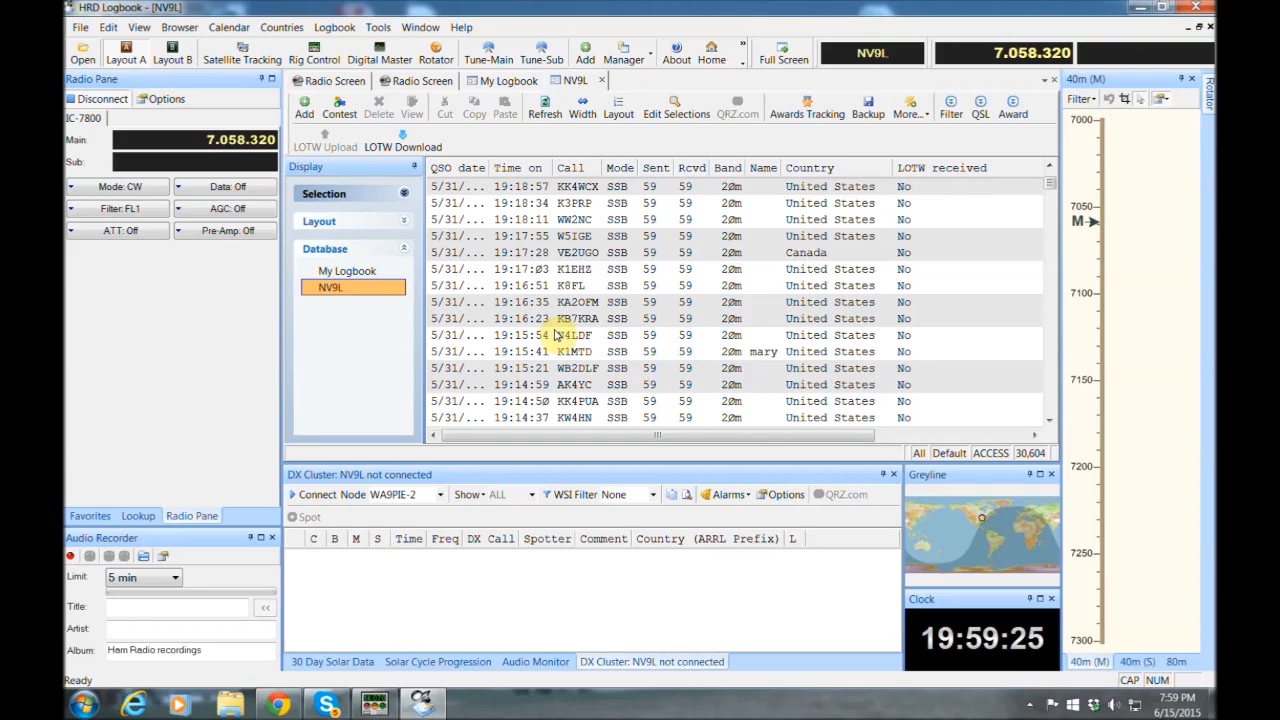 HRD Logbook - [NV9L]
File Edit View Browser Calendar Countries Logbook Tools Window Help
Open Layout A Layout B Satellite Tracking Rig Control Digital Master Rotator Tune-Main Tune-Sub Add Manager About Home Full Screen NV9L 7.058.320
Radio Pane
Disconnect Options
IC-7800
Main: 7.058.320
Sub:
Mode: CW Data: Off
Filter: FL1 AGC: Off
ATT: Off Pre-Amp: Off
Favorites Lookup Radio Pane
Audio Recorder
Limit: 5 min
Title: <<
Artist:
Album: Ham Radio recordings
Radio Screen Radio Screen My Logbook NV9L
Add Contest Delete View Cut Copy Paste Refresh Width Layout Edit Selections QRZ.com Awards Tracking Backup More... Filter QSL Award
LOTW Upload LOTW Download
Display
Selection
Layout
Database
My Logbook
NV9L
QSO date Time on Call Mode Sent Rcvd Band Name Country LOTW received
5/31/... 19:18:57 KK4WCX SSB 59 59 20m United States No
5/31/... 19:18:34 K3PRP SSB 59 59 20m United States No
5/31/... 19:18:11 WW2NC SSB 59 59 20m United States No
5/31/... 19:17:55 W5IGE SSB 59 59 20m United States No
5/31/... 19:17:28 VE2UGO SSB 59 59 20m Canada No
5/31/... 19:17:03 K1EHZ SSB 59 59 20m United States No
5/31/... 19:16:51 K8FL SSB 59 59 20m United States No
5/31/... 19:16:35 KA2OFM SSB 59 59 20m United States No
5/31/... 19:16:23 KB7KRA SSB 59 59 20m United States No
5/31/... 19:15:54 N4LDF SSB 59 59 20m United States No
5/31/... 19:15:41 K1MTD SSB 59 59 20m mary United States No
5/31/... 19:15:21 WB2DLF SSB 59 59 20m United States No
5/31/... 19:14:59 AK4YC SSB 59 59 20m United States No
5/31/... 19:14:50 KK4PUA SSB 59 59 20m United States No
5/31/... 19:14:37 KW4HN SSB 59 59 20m United States No
All Default ACCESS 30,604
DX Cluster: NV9L not connected
Connect Node WA9PIE-2 Show ALL WSI Filter None Alarms Options QRZ.com
Spot
C B M S Time Freq DX Call Spotter Comment Country (ARRL Prefix) L
30 Day Solar Data Solar Cycle Progression Audio Monitor DX Cluster: NV9L not connected
Greyline
Clock
19:59:25
40m (M)
Filter
Rotator
7000
7050
M
7100
7150
7200
7250
7300
40m (M) 40m (S) 80m
Ready CAP NUM
7:59 PM
6/15/2015